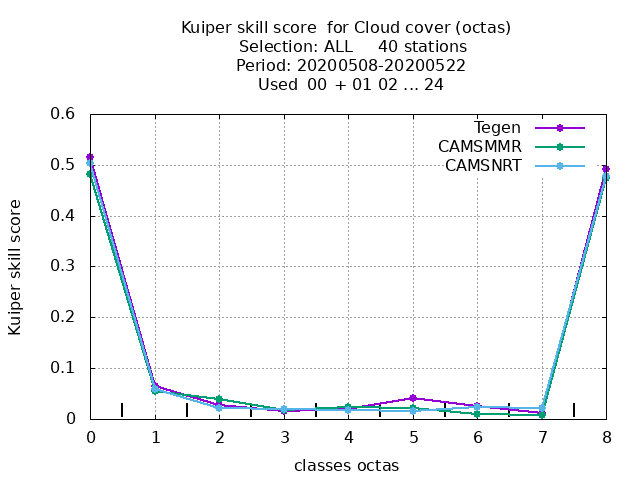 Kuiper skill score  for Cloud cover (octas)
Selection: ALL     40 stations
Period: 20200508-20200522
Used  00  + 01 02 ... 24
Tegen
CAMSMMR
CAMSNRT
0.6
0.5
0.4
0.3
0.2
0.1
0
Kuiper skill score
0 1 2 3 4 5 6 7 8
classes octas